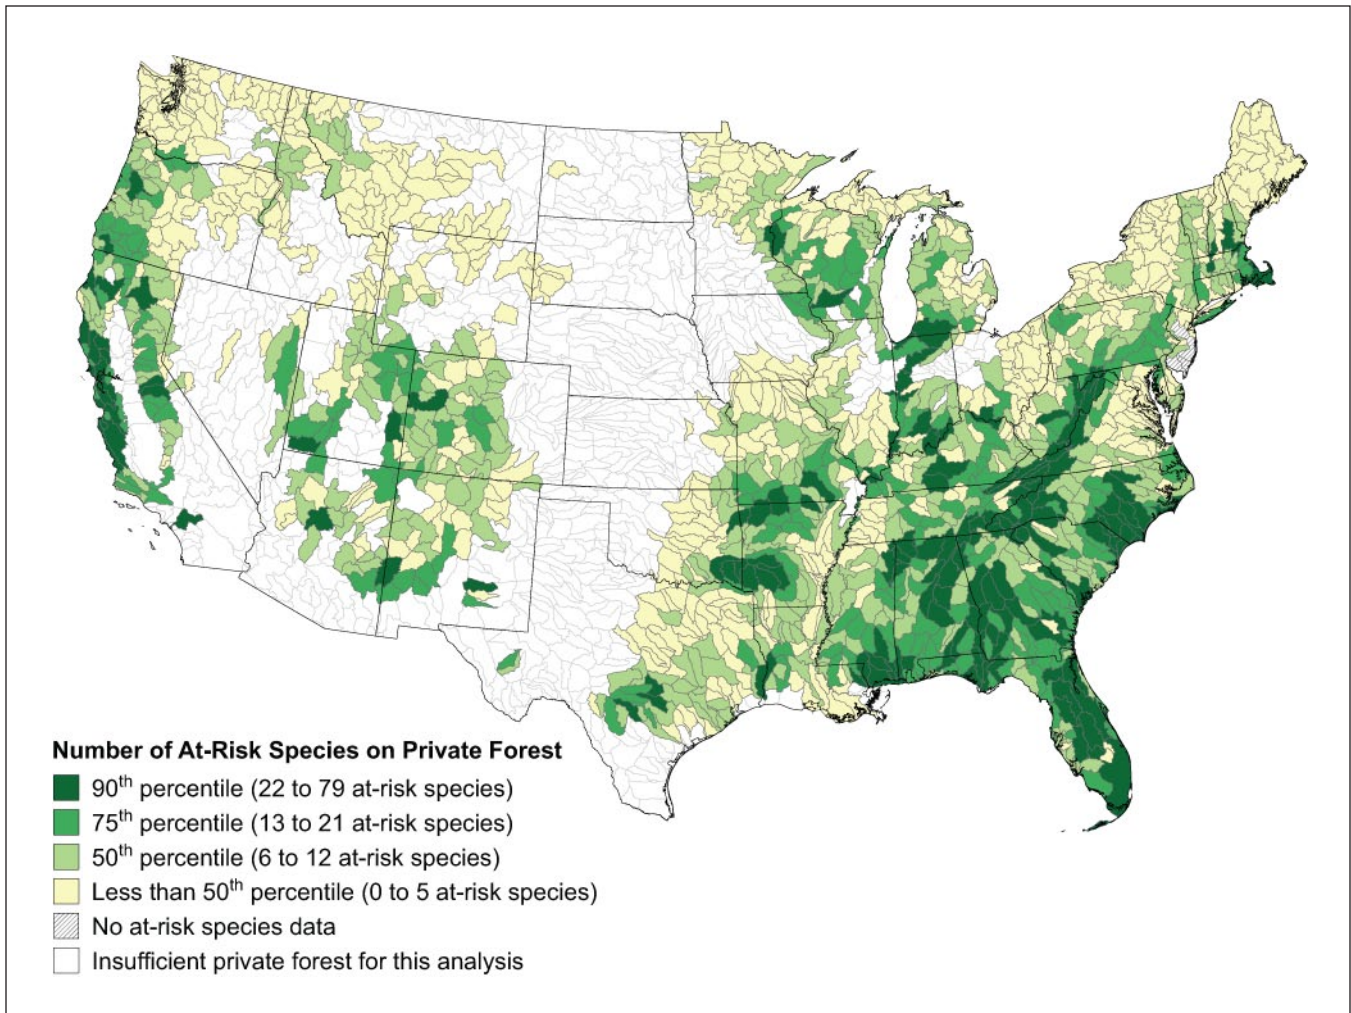 Number of At-Risk Species on Private Forest
90th percentile (22 to 79 at-risk species)
75th percentile (13 to 21 at-risk species)
50th percentile (6 to 12 at-risk species)
Less than 50th percentile (0 to 5 at-risk species)
No at-risk species data
Insufficient private forest for this analysis